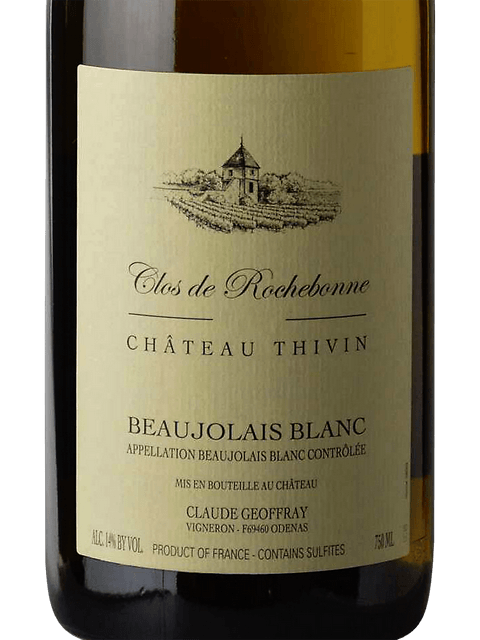 Clos de Rochebonne
CHÂTEAU THIVIN
BEAUJOLAIS BLANC
APPELLATION BEAUJOLAIS BLANC CONTRÔLÉE
MIS EN BOUTEILLE AU CHÂTEAU
CLAUDE GEOFFRAY
VIGNERON - F69460 ODENAS
ALC. 14% BY VOL.
750 ML.
PRODUCT OF FRANCE - CONTAINS SULFITES